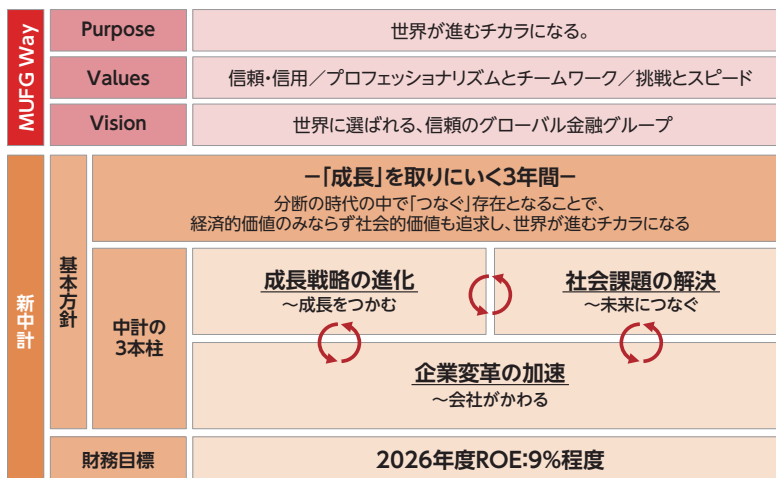 MUFG Way
Purpose
世界が進むチカラになる。
Values
信頼・信用／プロフェッショナリズムとチームワーク／挑戦とスピード
Vision
世界に選ばれる、信頼のグローバル金融グループ
新中計
基本方針
−「成長」を取りにいく3年間−
分断の時代の中で「つなぐ」存在となることで、
経済的価値のみならず社会的価値も追求し、世界が進むチカラになる
中計の
3本柱
成長戦略の進化
～成長をつかむ
社会課題の解決
～未来につなぐ
企業変革の加速
～会社がかわる
財務目標
2026年度ROE:9%程度